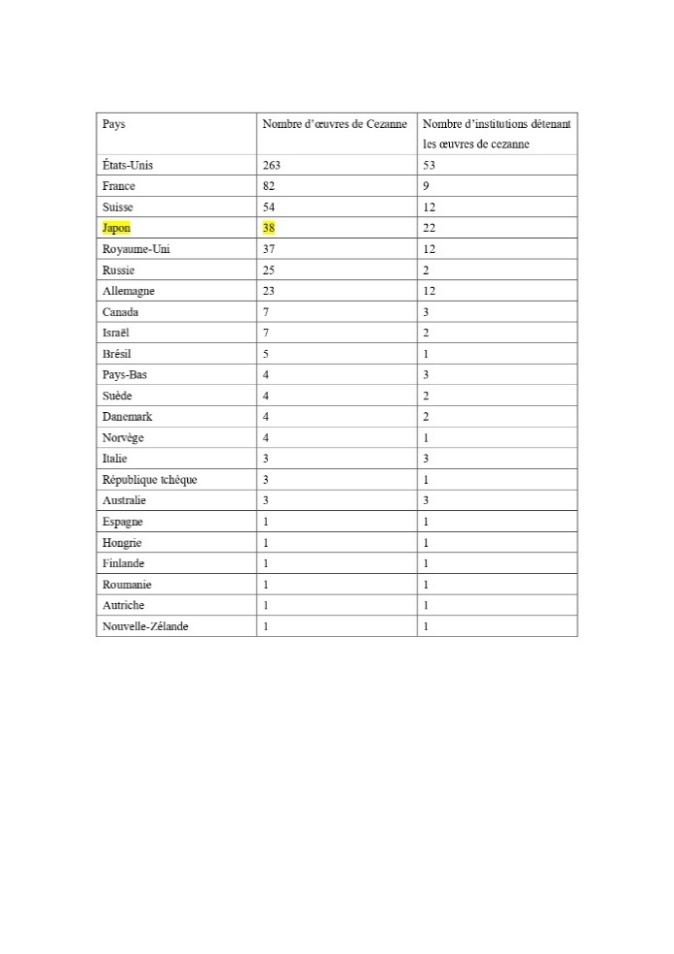 Pays Nombre d'œuvres de Cezanne Nombre d'institutions détenant
les œuvres de cezanne
États-Unis 263 53
France 82 9
Suisse 54 12
Japon 38 22
Royaume-Uni 37 12
Russie 25 2
Allemagne 23 12
Canada 7 3
Israël 7 2
Brésil 5 1
Pays-Bas 4 3
Suède 4 2
Danemark 4 2
Norvège 4 1
Italie 3 3
République tchèque 3 1
Australie 3 3
Espagne 1 1
Hongrie 1 1
Finlande 1 1
Roumanie 1 1
Autriche 1 1
Nouvelle-Zélande 1 1